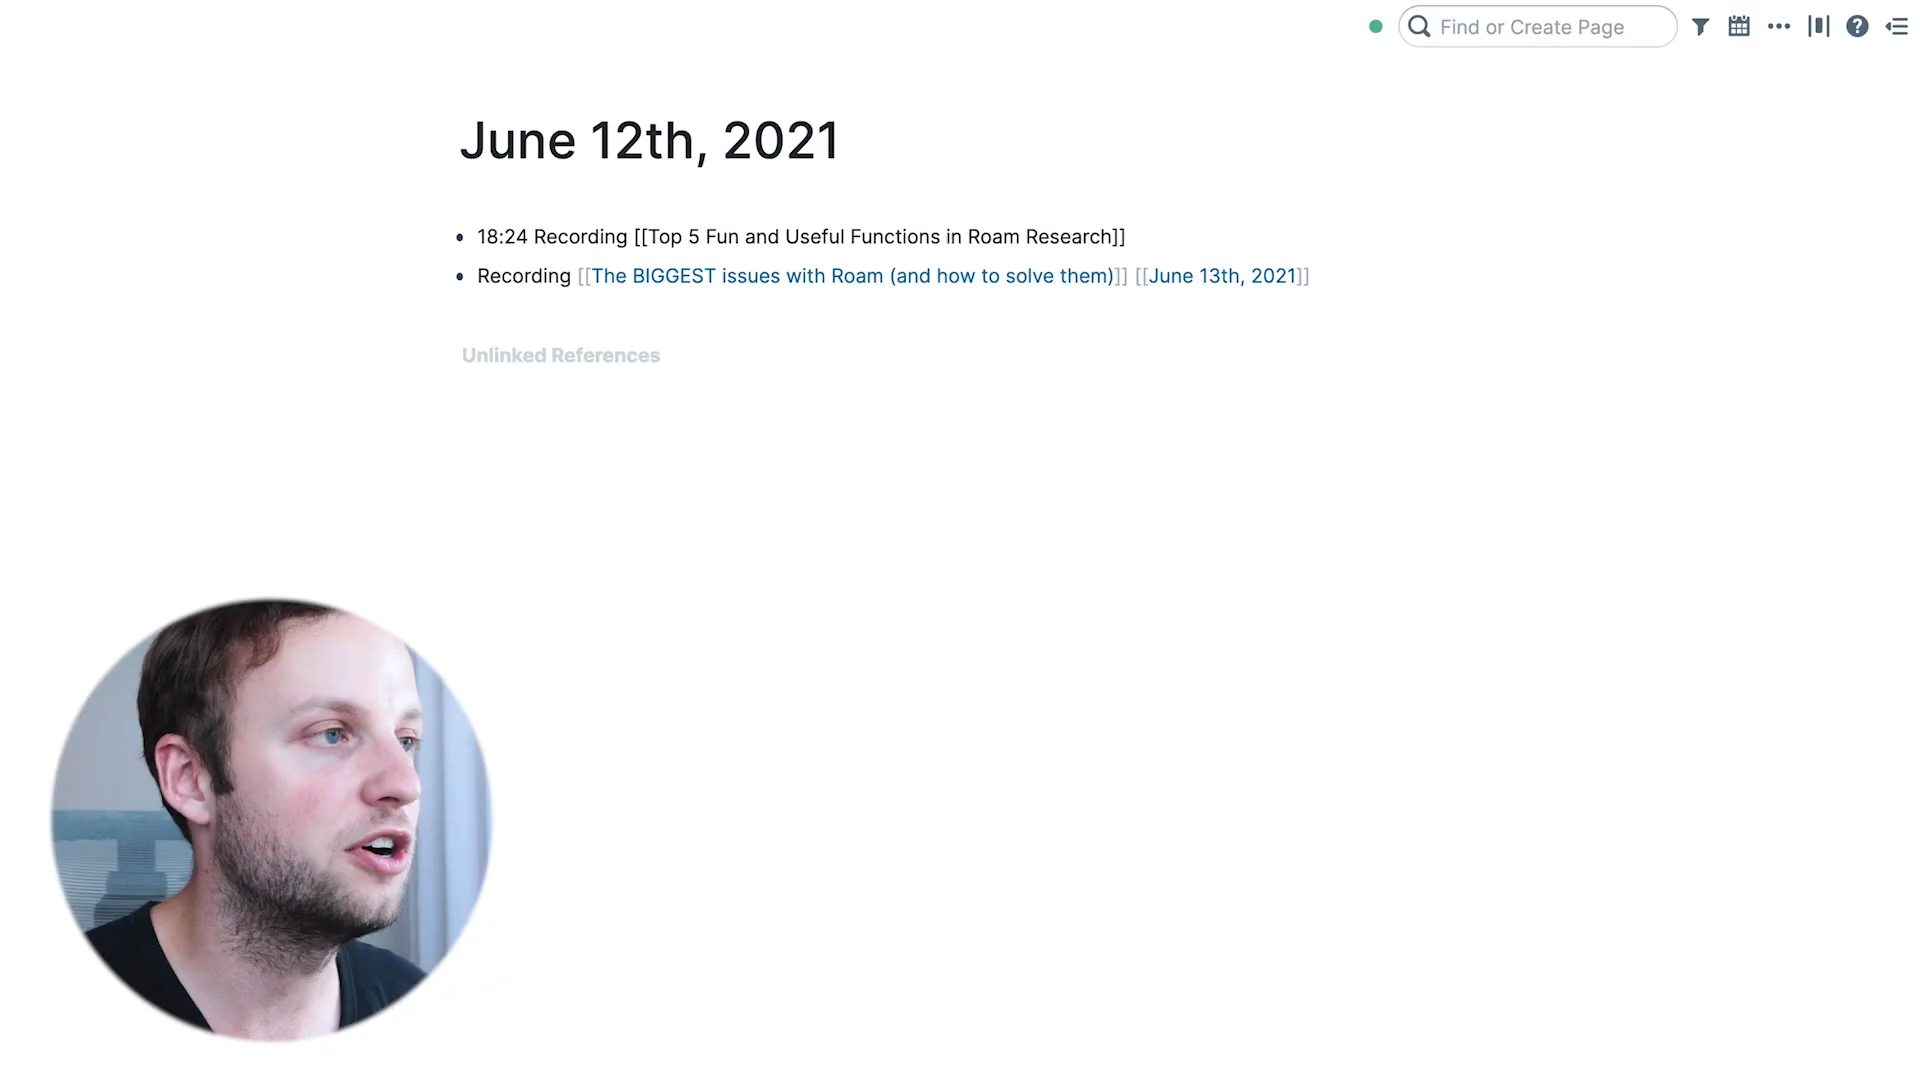 Find or Create Page
June 12th, 2021
18:24 Recording [[Top 5 Fun and Useful Functions in Roam Research]]
Recording [[The BIGGEST issues with Roam (and how to solve them)]] [[June 13th, 2021]]
Unlinked References